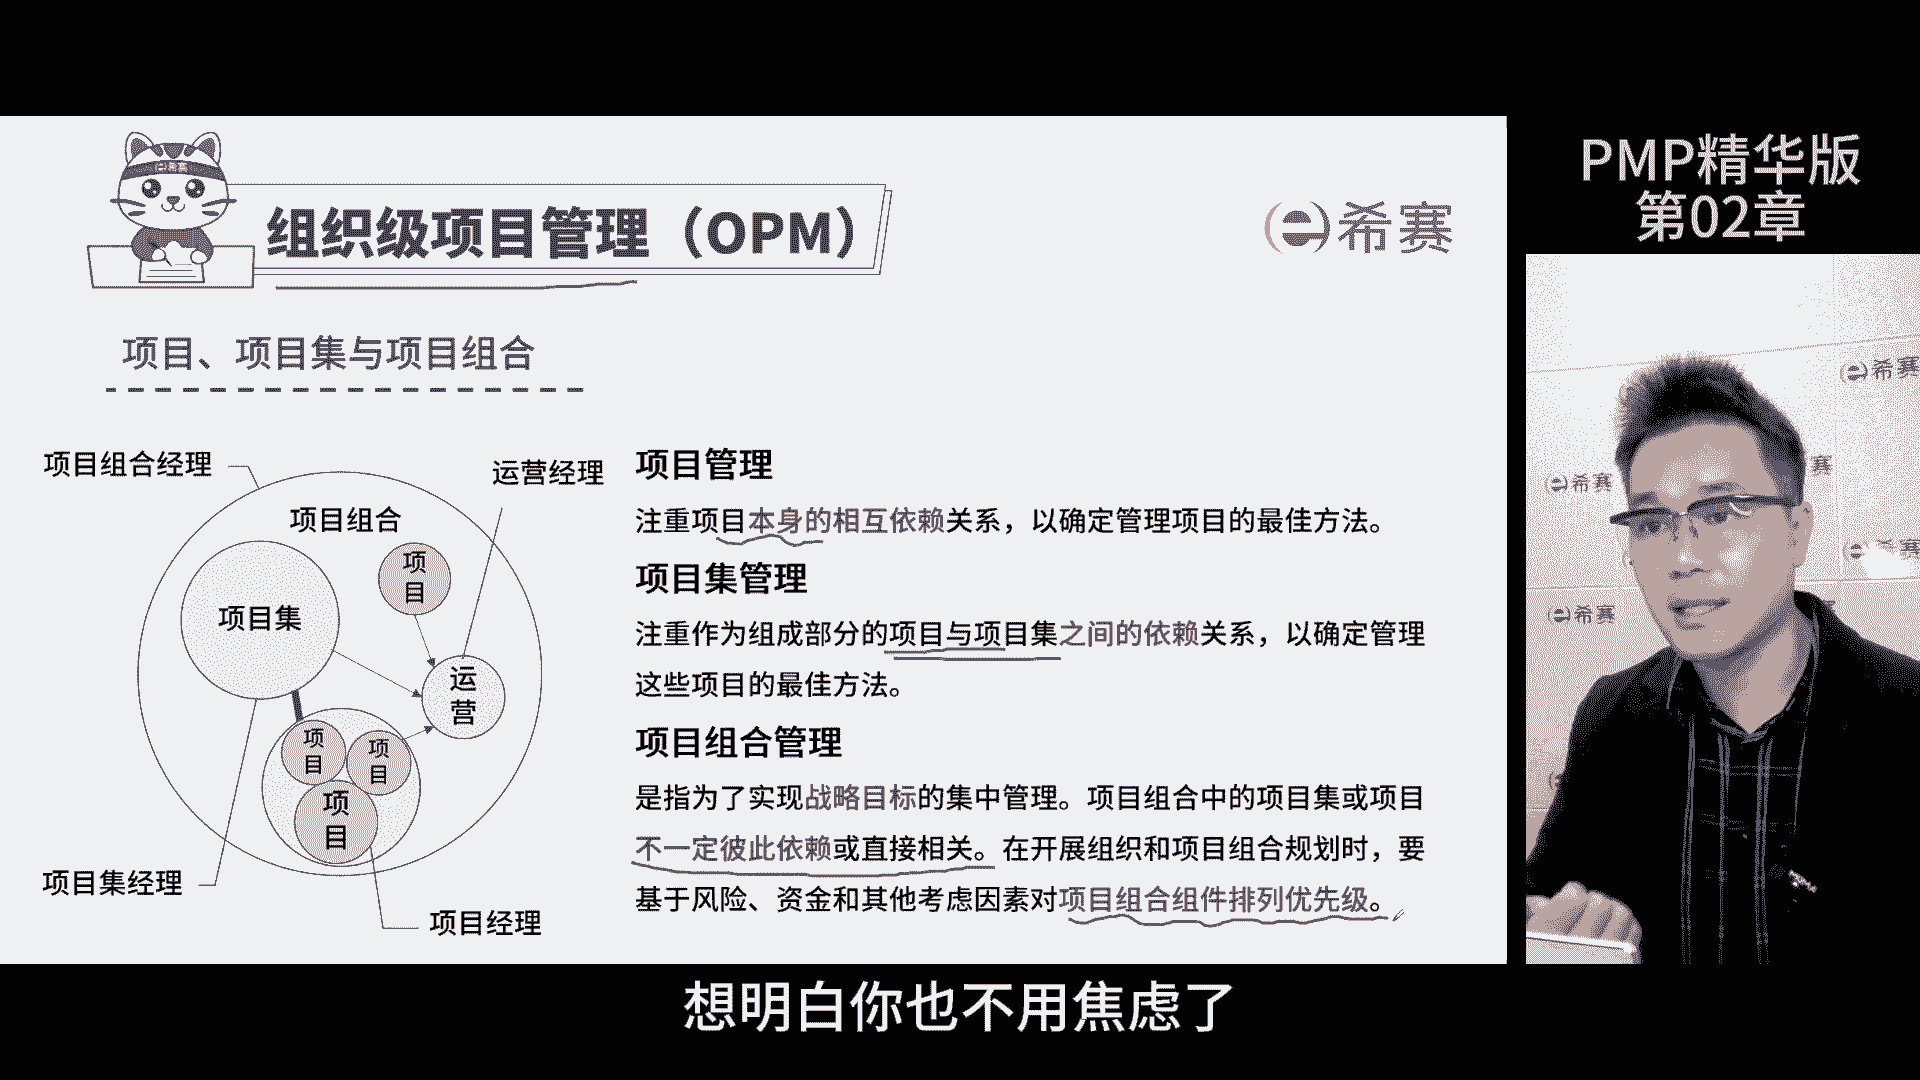 PMP精华版
第02章
e希赛
组织级项目管理（OPM）
e希赛
项目、项目集与项目组合
项目组合经理
运营经理
项目组合
项目
项目集
运营
项目
项目
项目
项目集经理
项目经理
项目管理
注重项目本身的相互依赖关系，以确定管理项目的最佳方法。
项目集管理
注重作为组成部分的项目与项目集之间的依赖关系，以确定管理
这些项目的最佳方法。
项目组合管理
是指为了实现战略目标的集中管理。项目组合中的项目集或项目
不一定彼此依赖或直接相关。在开展组织和项目组合规划时，要
基于风险、资金和其他考虑因素对项目组合组件排列优先级。
e希赛
e希赛
赛
e希赛
e希赛
想明白你也不用焦虑了